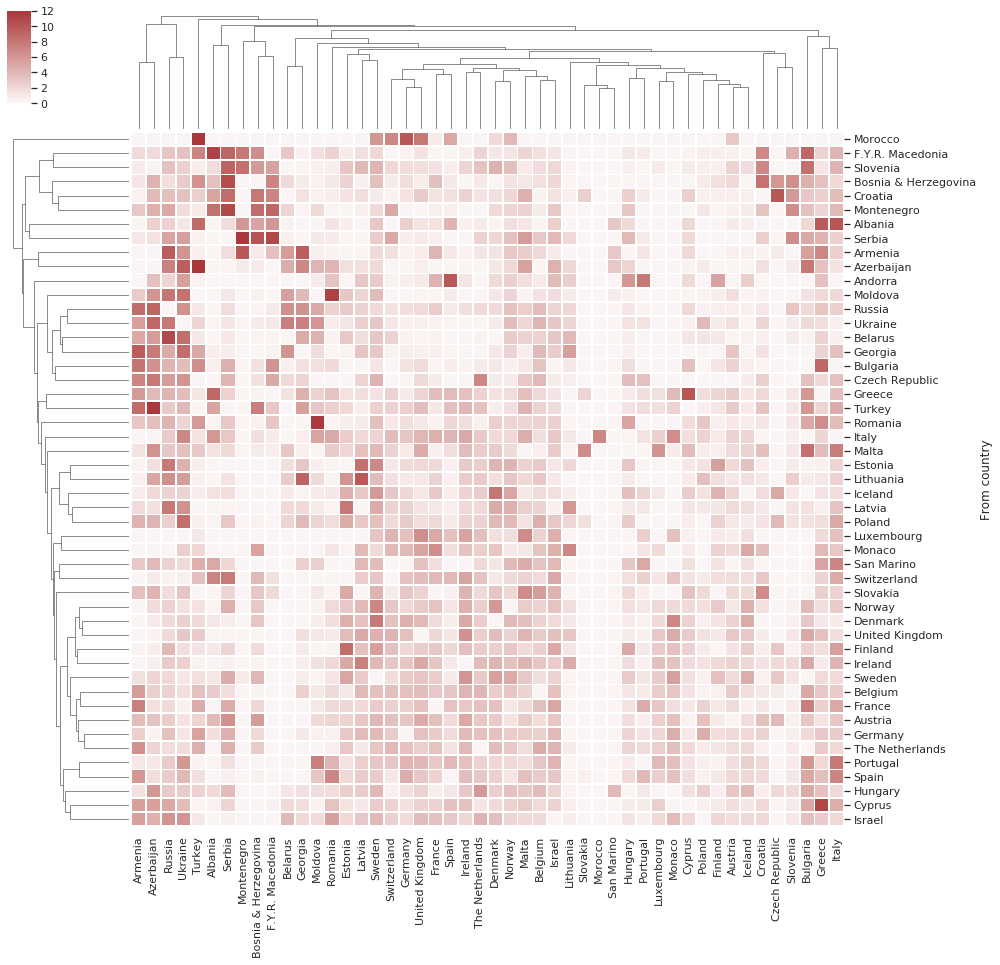 12
10
8
6
4
2
0
Morocco
F.Y.R. Macedonia
Slovenia
Bosnia & Herzegovina
Croatia
Montenegro
Albania
Serbia
Armenia
Azerbaijan
Andorra
Moldova
Russia
Ukraine
Belarus
Georgia
Bulgaria
Czech Republic
Greece
Turkey
Romania
Italy
Malta
Estonia
Lithuania
Iceland
Latvia
Poland
Luxembourg
Monaco
San Marino
Switzerland
Slovakia
Norway
Denmark
United Kingdom
Finland
Ireland
Sweden
Belgium
France
Austria
Germany
The Netherlands
Portugal
Spain
Hungary
Cyprus
Israel
From country
Armenia
Azerbaijan
Russia
Ukraine
Turkey
Albania
Serbia
Montenegro
Bosnia & Herzegovina
F.Y.R. Macedonia
Belarus
Georgia
Moldova
Romania
Estonia
Latvia
Sweden
Switzerland
Germany
United Kingdom
France
Spain
Ireland
The Netherlands
Denmark
Norway
Malta
Belgium
Israel
Lithuania
Slovakia
Morocco
San Marino
Hungary
Portugal
Luxembourg
Monaco
Cyprus
Poland
Finland
Austria
Iceland
Croatia
Czech Republic
Slovenia
Bulgaria
Greece
Italy